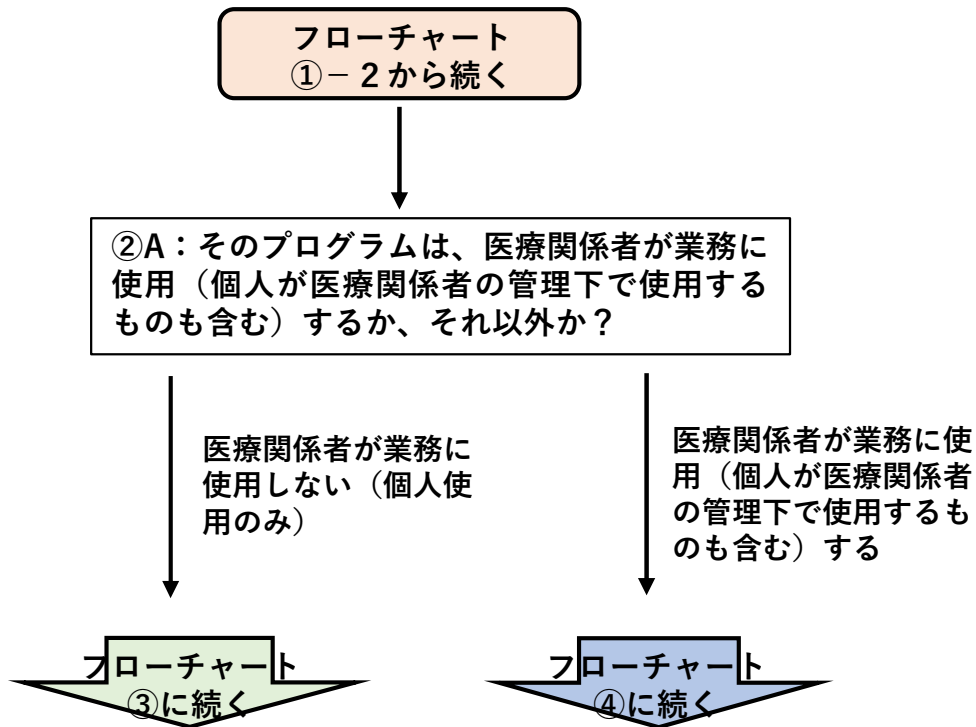 フローチャート
①－２から続く
②A：そのプログラムは、医療関係者が業務に
使用（個人が医療関係者の管理下で使用する
ものも含む）するか、それ以外か？
医療関係者が業務に
使用しない（個人使
用のみ）
医療関係者が業務に使
用（個人が医療関係者
の管理下で使用するも
のも含む）する
フローチャート
③に続く
フローチャート
④に続く